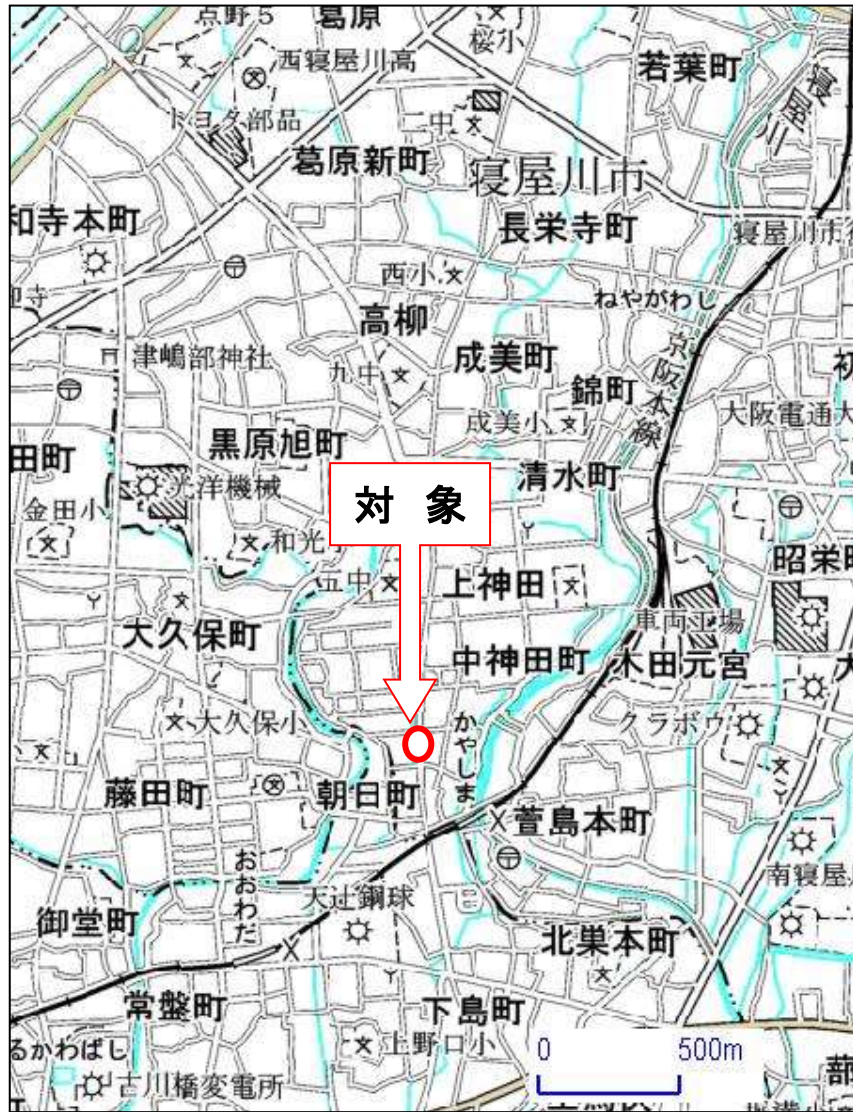 点野5
葛原
桜小
西寝屋川高
若葉町
寝屋川
トヨタ部品
二中
葛原新町
寝屋川市
和寺本町
長栄寺町
寝屋川市
西小
ねやがわし
高柳
京阪本線
津嶋部神社
成美町
九中
錦町
成美小
大阪電通大
黒原旭町
田町
光洋機械
清水町
対象
金田小
和光
昭栄町
五中
上神田
車両工場
大久保町
中神田町
木田元宮
大久保小
かやしま
クラボウ
藤田町
朝日町
萱島本町
おおわだ
南寝屋
天辻鋼球
御堂町
北巣本町
常盤町
下島町
るかわばし
上野口小
0 500m
古川橋変電所